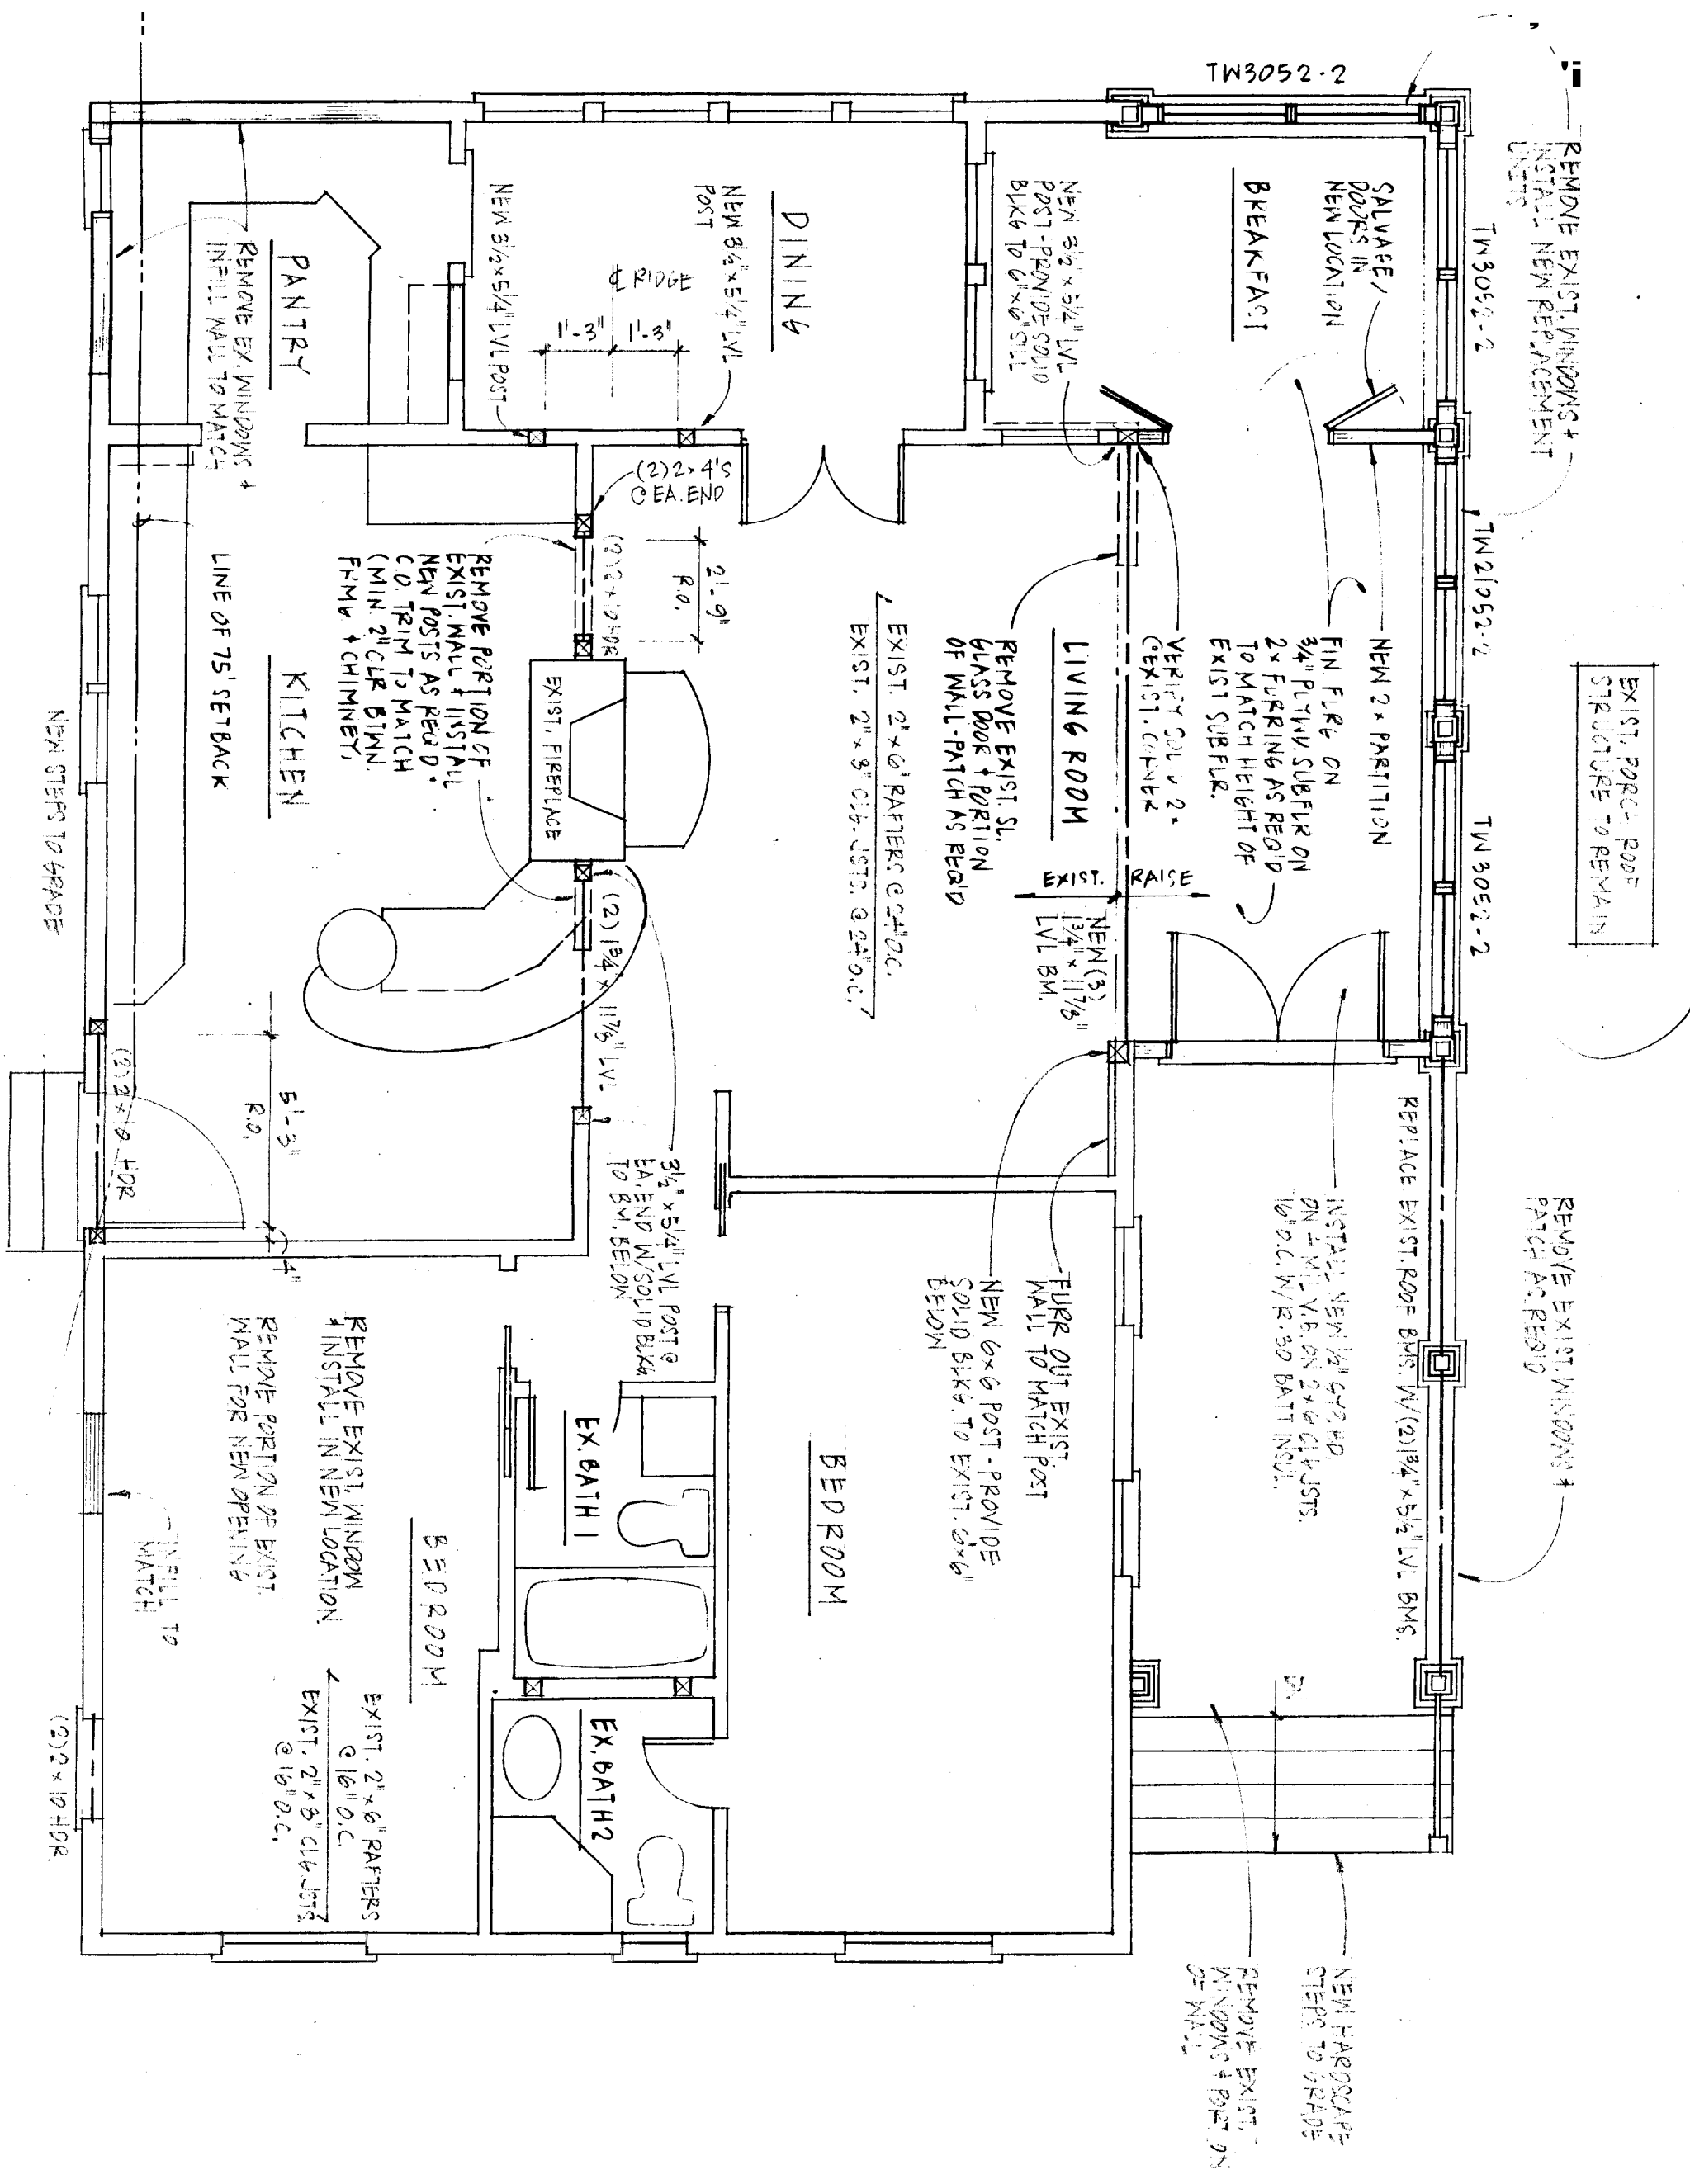 REMOVE EXIST. WINDOWS +
INSTALL NEW REPLACEMENT
UNITS
EXIST. PORCH ROOF
STRUCTURE TO REMAIN
REMOVE EXIST. WINDOWS +
PATCH AS REQ'D
TW3052-2
TW3052-2
TW21052-2
TW3052-2
SALVAGE
DOORS IN
NEW LOCATION
BREAKFAST
NEW 2x PARTITION
FIN. FLR'G ON
3/4" PLYWD. SUBFLR ON
2x FURRING AS REQ'D
TO MATCH HEIGHT OF
EXIST SUBFLR.
REPLACE EXIST. ROOF BMS. W/(2) 1 3/4" x 5 1/2" LVL BMS.
INSTALL NEW 1/2" GYP. BD
ON 4 MIL V.B. ON 2x6 CLG JSTS.
16" O.C. W/R-30 BATT INSUL.
NEW HARDSCAPE
STEPS TO GRADE
REMOVE EXIST.
WINDOWS + PORTION
OF WALL
NEW 3 1/2" x 5 1/4" LVL
POST - PROVIDE SOLID
BLKG TO 6"x6" SILL
VERIFY SOLID 2x
@ EXIST. CORNER
LIVING ROOM
REMOVE EXIST. SL.
GLASS DOOR + PORTION
OF WALL - PATCH AS REQ'D
EXIST.
RAISE
NEW (3)
1 3/4" x 11 7/8"
LVL BM.
FURR OUT EXIST.
WALL TO MATCH POST
NEW 6x6 POST - PROVIDE
SOLID BLKG. TO EXIST. 6x6"
BELOW
EXIST. 2"x6" RAFTERS @ 24" O.C.
EXIST. 2"x8" CLG. JSTS. @ 24" O.C.
BEDROOM
DINING
NEW 3 1/2" x 5 1/4" LVL
POST
℄ RIDGE
1'-3"
1'-3"
NEW 3 1/2 x 5 1/4" LVL POST
(2) 2x4'S
@ EA. END
2'-9"
R.O.
(2) 2x10 HDR
EXIST. FIREPLACE
(2) 1 3/4" x 11 7/8" LVL
3 1/2" x 5 1/4" LVL POST @
EA. END W/SOLID BLKG.
TO BM. BELOW
EX. BATH 1
EX. BATH 2
REMOVE PORTION OF
EXIST. WALL + INSTALL
NEW POSTS AS REQ'D.
C.O. TRIM TO MATCH
(MIN. 2" CLR BTWN.
FRMG + CHIMNEY)
KITCHEN
PANTRY
REMOVE EX. WINDOWS +
INFILL WALL TO MATCH
LINE OF 75' SETBACK
5'-3"
R.O.
4"
(2) 2x10 HDR
NEW STEPS TO GRADE
BEDROOM
EXIST. 2"x6" RAFTERS
@ 16" O.C.
EXIST. 2"x8" CLG. JSTS
@ 16" O.C.
REMOVE EXIST. WINDOW
+ INSTALL IN NEW LOCATION
REMOVE PORTION OF EXIST.
WALL FOR NEW OPENING
INFILL TO
MATCH
(2) 2x10 HDR.